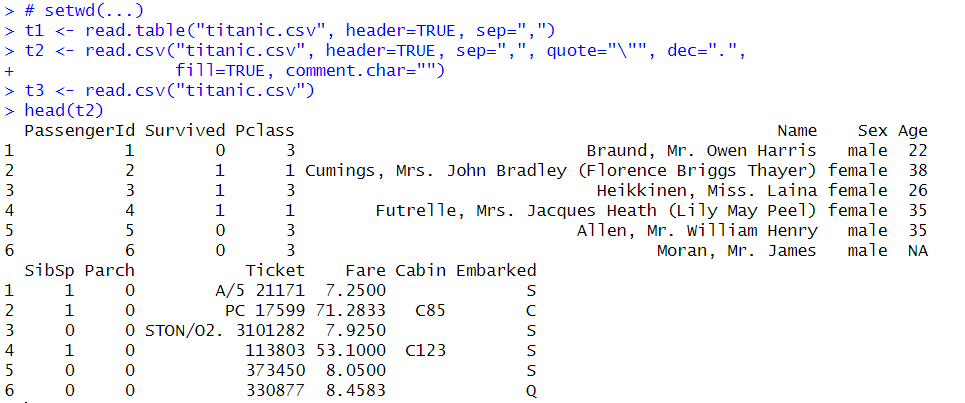 > # setwd(...)
> t1 <- read.table("titanic.csv", header=TRUE, sep=",")
> t2 <- read.csv("titanic.csv", header=TRUE, sep=",", quote="\"", dec=".",
+                fill=TRUE, comment.char="")
> t3 <- read.csv("titanic.csv")
> head(t2)
  PassengerId Survived Pclass                                                Name    Sex Age
1           1        0      3                             Braund, Mr. Owen Harris   male  22
2           2        1      1 Cumings, Mrs. John Bradley (Florence Briggs Thayer) female  38
3           3        1      3                              Heikkinen, Miss. Laina female  26
4           4        1      1        Futrelle, Mrs. Jacques Heath (Lily May Peel) female  35
5           5        0      3                            Allen, Mr. William Henry   male  35
6           6        0      3                                    Moran, Mr. James   male  NA
  SibSp Parch           Ticket    Fare Cabin Embarked
1     1     0        A/5 21171  7.2500              S
2     1     0         PC 17599 71.2833   C85        C
3     0     0 STON/O2. 3101282  7.9250              S
4     1     0           113803 53.1000  C123        S
5     0     0           373450  8.0500              S
6     0     0           330877  8.4583              Q